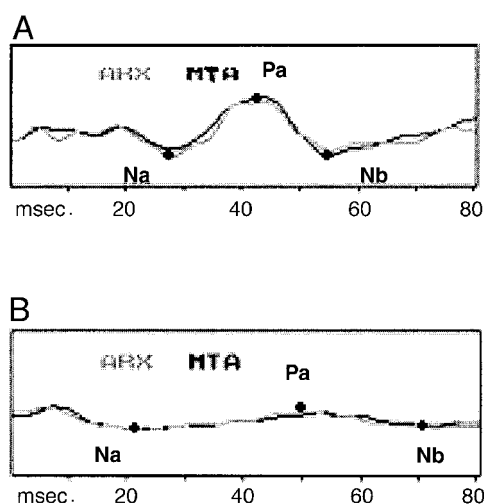 A
ARX MTA Pa
Na Nb
msec. 20 40 60 80
B
ARX MTA
Pa
Na Nb
msec. 20 40 60 80